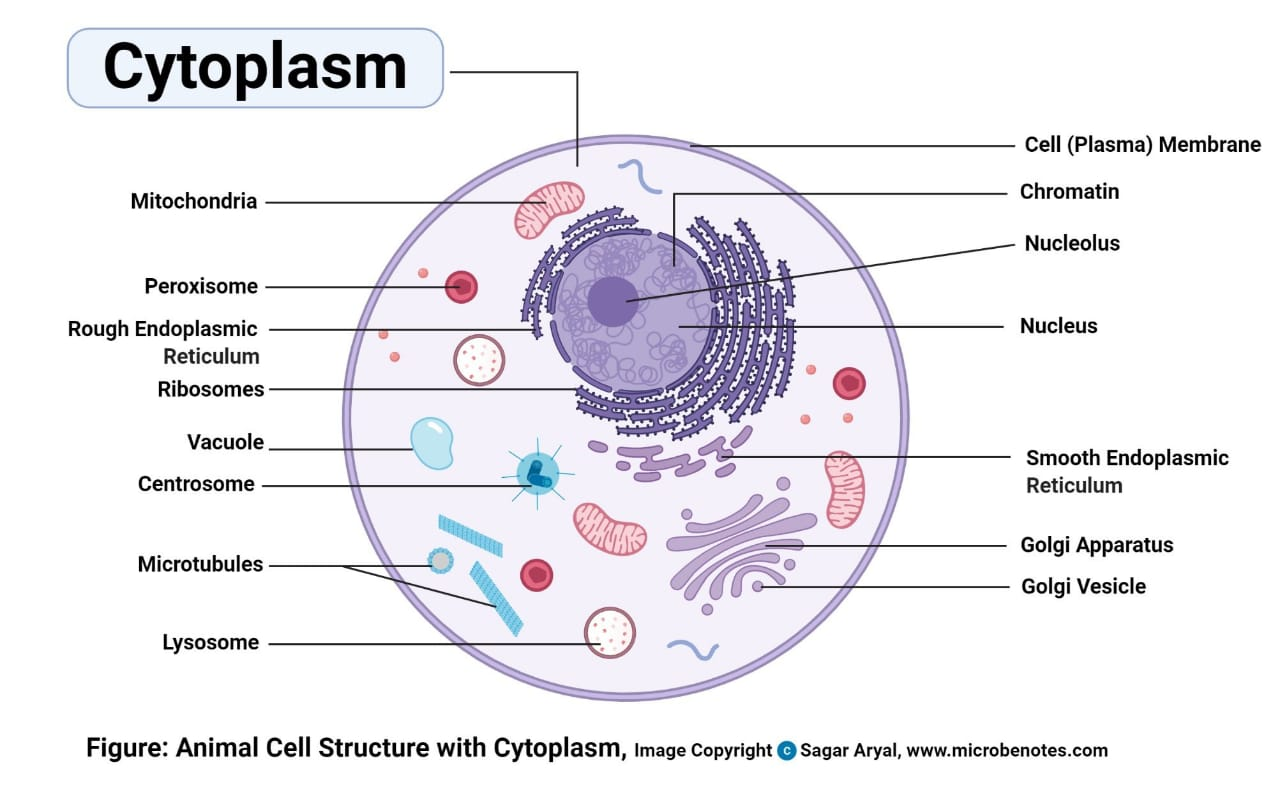 Cytoplasm
Cell (Plasma) Membrane
Chromatin
Mitochondria
Nucleolus
Peroxisome
Rough Endoplasmic
Reticulum
Nucleus
Ribosomes
Vacuole
Centrosome
Smooth Endoplasmic
Reticulum
Golgi Apparatus
Microtubules
Golgi Vesicle
Lysosome
Figure: Animal Cell Structure with Cytoplasm, Image Copyright © Sagar Aryal, www.microbenotes.com